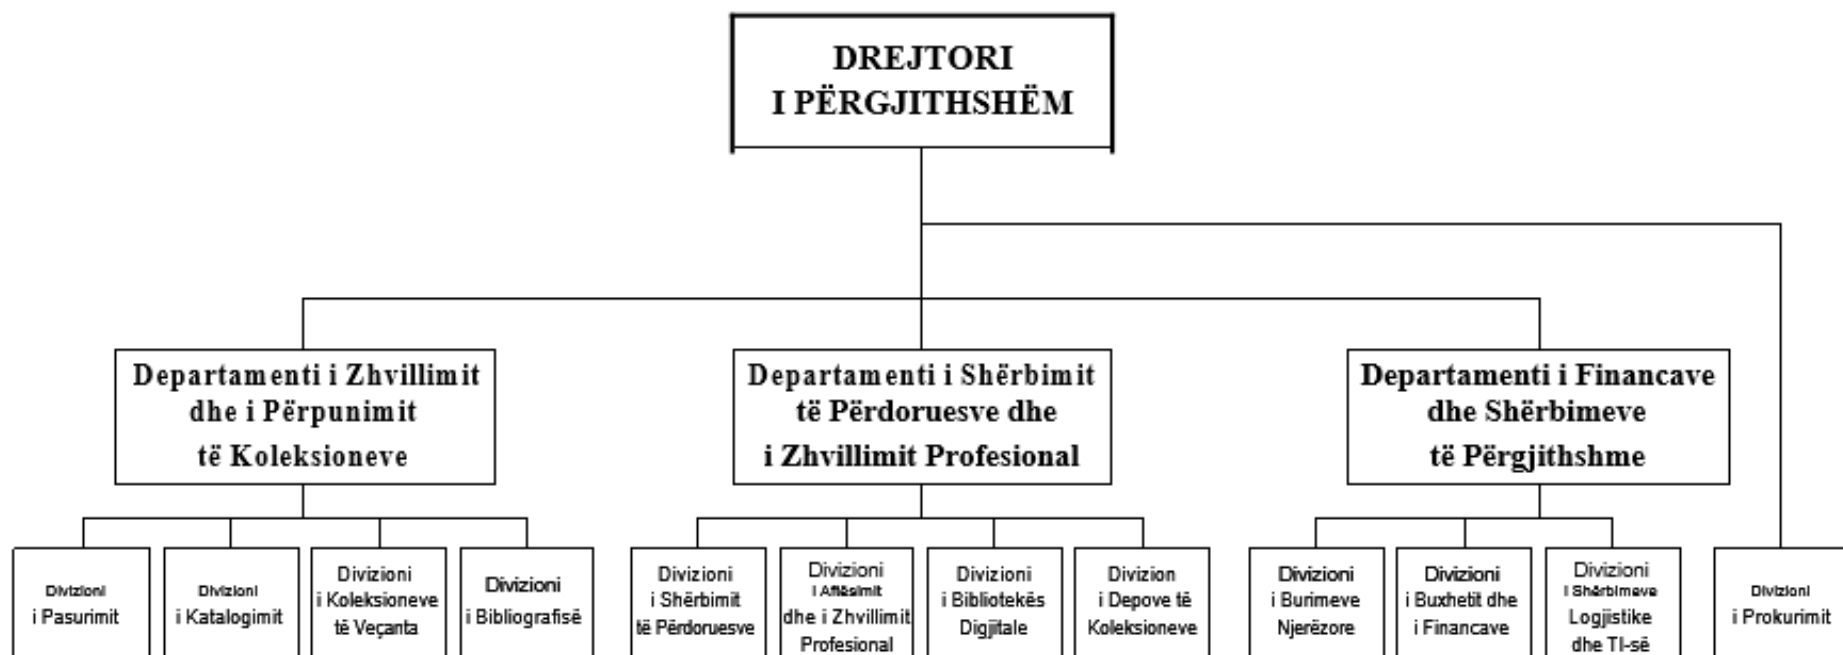 DREJTORI
I PËRGJITHSHËM
Departamenti i Zhvillimit
dhe i Përpunimit
të Koleksioneve
Departamenti i Shërbimit
të Përdoruesve dhe
i Zhvillimit Profesional
Departamenti i Financave
dhe Shërbimeve
të Përgjithshme
Divizioni
i Pasurimit
Divizioni
i Katalogimit
Divizioni
i Koleksioneve
të Veçanta
Divizioni
i Bibliografisë
Divizioni
i Shërbimit
të Përdoruesve
Divizioni
i Aftësimit
dhe i Zhvillimit
Profesional
Divizioni
i Bibliotekës
Digjitale
Divizion
i Depove të
Koleksioneve
Divizioni
i Burimeve
Njerëzore
Divizioni
i Buxhetit dhe
i Financave
Divizioni
i Shërbimeve
Logjistike
dhe TI-së
Divizioni
i Prokurimit